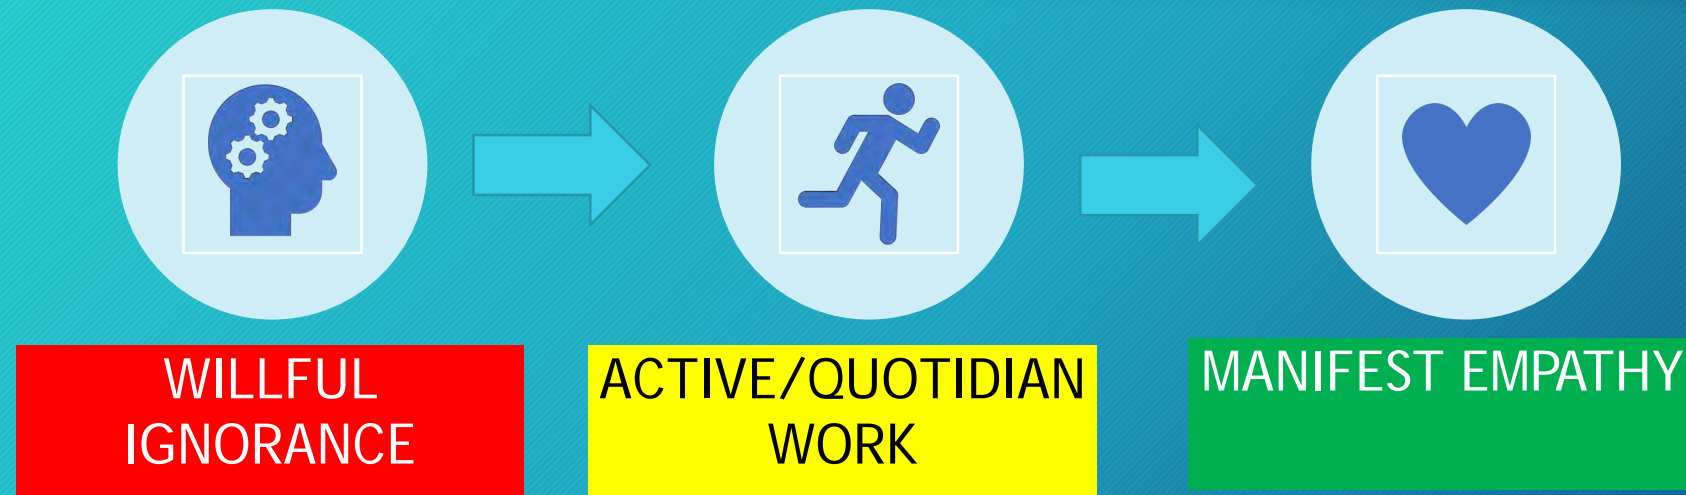 WILLFUL
IGNORANCE
ACTIVE/QUOTIDIAN
WORK
MANIFEST EMPATHY